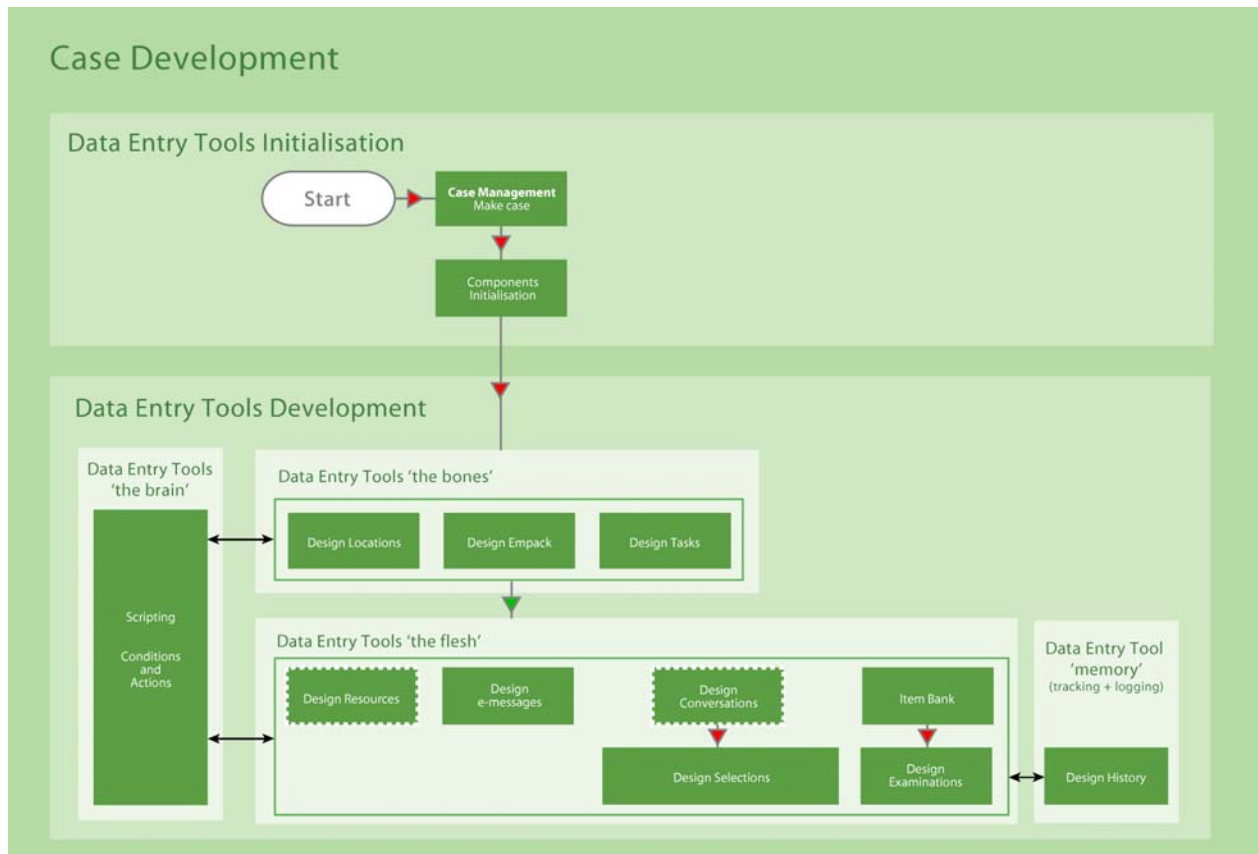 Case Development
Data Entry Tools Initialisation
Start
Case Management
Make case
Components
Initialisation
Data Entry Tools Development
Data Entry Tools
'the brain'
Scripting
Conditions
and
Actions
Data Entry Tools 'the bones'
Design Locations
Design Empack
Design Tasks
Data Entry Tools 'the flesh'
Design Resources
Design
e-messages
Design
Conversations
Item Bank
Design Selections
Design
Examinations
Data Entry Tool
'memory'
(tracking + logging)
Design History